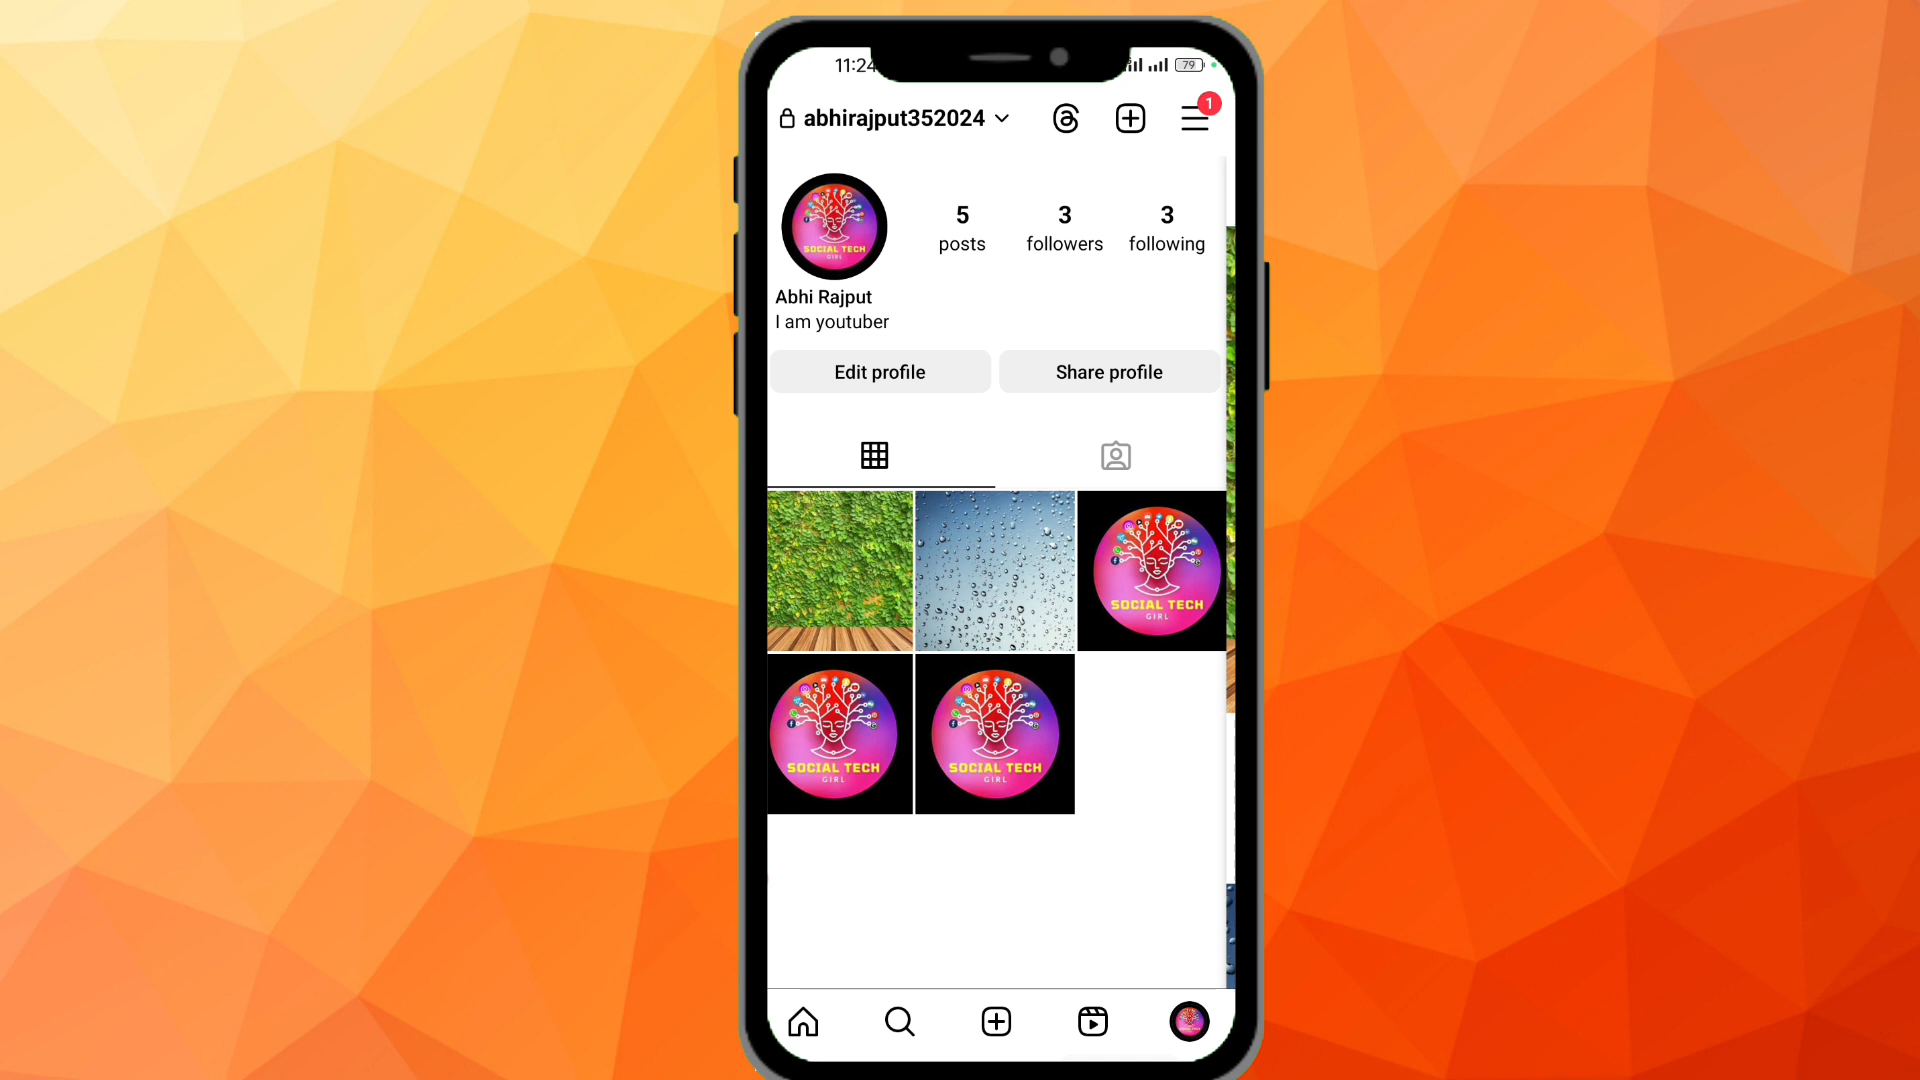 11:24
79
abhirajput352024
1
SOCIAL TECH
GIRL
5
posts
3
followers
3
following
Abhi Rajput
I am youtuber
Edit profile
Share profile
SOCIAL TECH
GIRL
SOCIAL TECH
GIRL
SOCIAL TECH
GIRL